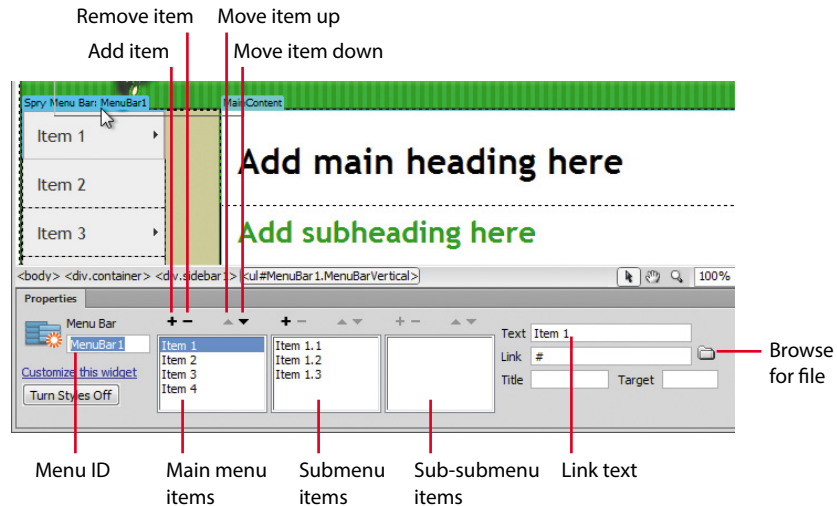 Remove item Move item up
Add item Move item down
Spry Menu Bar: MenuBar1 MainContent
Item 1
Item 2
Item 3
Add main heading here
Add subheading here
<body> <div.container> <div.sidebar1> <ul#MenuBar1.MenuBarVertical> 100%
Properties
Menu Bar
MenuBar1
Customize this widget
Turn Styles Off
Item 1
Item 2
Item 3
Item 4
Item 1.1
Item 1.2
Item 1.3
Text Item 1
Link #
Title Target
Browse
for file
Menu ID
Main menu
items
Submenu
items
Sub-submenu
items
Link text